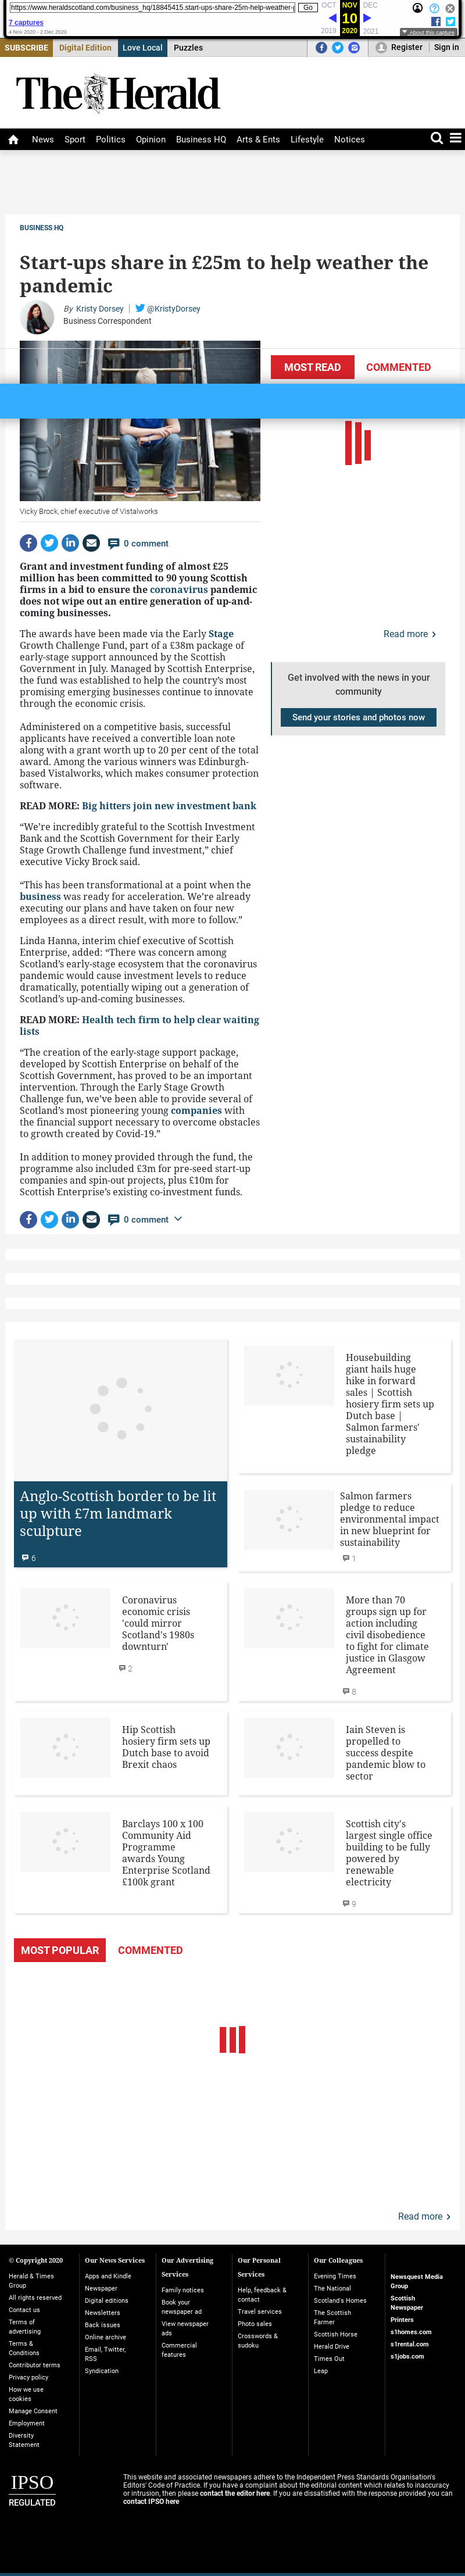 https://www.heraldscotland.com/business_hq/18845415.start-ups-share-25m-help-weather-p
Go
OCT NOV DEC
10
2019 2020 2021
7 captures
4 Nov 2020 - 2 Dec 2020
About this capture
SUBSCRIBE Digital Edition Love Local Puzzles Register Sign in
The Herald
News Sport Politics Opinion Business HQ Arts & Ents Lifestyle Notices
BUSINESS HQ
Start-ups share in £25m to help weather the
pandemic
By Kristy Dorsey @KristyDorsey
Business Correspondent
MOST READ COMMENTED
Vicky Brock, chief executive of Vistalworks
0 comment
Grant and investment funding of almost £25
million has been committed to 90 young Scottish
firms in a bid to ensure the coronavirus pandemic
does not wipe out an entire generation of up-and-
coming businesses.
The awards have been made via the Early Stage
Growth Challenge Fund, part of a £38m package of
early-stage support announced by the Scottish
Government in July. Managed by Scottish Enterprise,
the fund was established to help the country's most
promising growing businesses continue to innovate
through the economic crisis.
Administered on a competitive basis, successful
applicants have received a convertible loan note
along with a grant worth up to 20 per cent of the total
award. Among the various winners was Edinburgh-
based Vistalworks, which makes consumer protection
software.
READ MORE: Big hitters join new investment bank
“We’re incredibly grateful to the Scottish Investment
Bank and the Scottish Government for their Early
Stage Growth Challenge fund investment,” chief
executive Vicky Brock said.
“This has been transformational at a point when the
business was ready for acceleration. We’re already
executing our plans and have taken on four new
employees as a direct result, with more to follow.”
Linda Hanna, interim chief executive of Scottish
Enterprise, added: “There was concern among
Scotland’s early-stage ecosystem that the coronavirus
pandemic would cause investment levels to reduce
dramatically, potentially wiping out a generation of
Scotland’s up-and-coming businesses.
READ MORE: Health tech firm to help clear waiting
lists
“The creation of the early-stage support package,
developed by Scottish Enterprise on behalf of the
Scottish Government, has proved to be an important
intervention. Through the Early Stage Growth
Challenge fun, we’ve been able to provide several of
Scotland’s most pioneering young companies with
the financial support necessary to overcome obstacles
to growth created by Covid-19.”
In addition to money provided through the fund, the
programme also included £3m for pre-seed start-up
companies and spin-out projects, plus £10m for
Scottish Enterprise’s existing co-investment funds.
0 comment
Read more
Get involved with the news in your
community
Send your stories and photos now
Anglo-Scottish border to be lit
up with £7m landmark
sculpture
6
Housebuilding
giant hails huge
hike in forward
sales | Scottish
hosiery firm sets up
Dutch base |
Salmon farmers'
sustainability
pledge
Salmon farmers
pledge to reduce
environmental impact
in new blueprint for
sustainability
1
Coronavirus
economic crisis
'could mirror
Scotland's 1980s
downturn'
2
More than 70
groups sign up for
action including
civil disobedience
to fight for climate
justice in Glasgow
Agreement
8
Hip Scottish
hosiery firm sets up
Dutch base to avoid
Brexit chaos
Iain Steven is
propelled to
success despite
pandemic blow to
sector
Barclays 100 x 100
Community Aid
Programme
awards Young
Enterprise Scotland
£100k grant
Scottish city's
largest single office
building to be fully
powered by
renewable
electricity
9
MOST POPULAR COMMENTED
Read more
© Copyright 2020
Herald & Times
Group
All rights reserved
Contact us
Terms of
advertising
Terms &
Conditions
Contributor terms
Privacy policy
How we use
cookies
Manage Consent
Employment
Diversity
Statement
Our News Services
Apps and Kindle
Newspaper
Digital editions
Newsletters
Back issues
Online archive
Email, Twitter,
RSS
Syndication
Our Advertising
Services
Family notices
Book your
newspaper ad
View newspaper
ads
Commercial
features
Our Personal
Services
Help, feedback &
contact
Travel services
Photo sales
Crosswords &
sudoku
Our Colleagues
Evening Times
The National
Scotland's Homes
The Scottish
Farmer
Scottish Horse
Herald Drive
Times Out
Leap
Newsquest Media
Group
Scottish
Newspaper
Printers
s1homes.com
s1rental.com
s1jobs.com
IPSO
REGULATED
This website and associated newspapers adhere to the Independent Press Standards Organisation's
Editors' Code of Practice. If you have a complaint about the editorial content which relates to inaccuracy
or intrusion, then please contact the editor here. If you are dissatisfied with the response provided you can
contact IPSO here